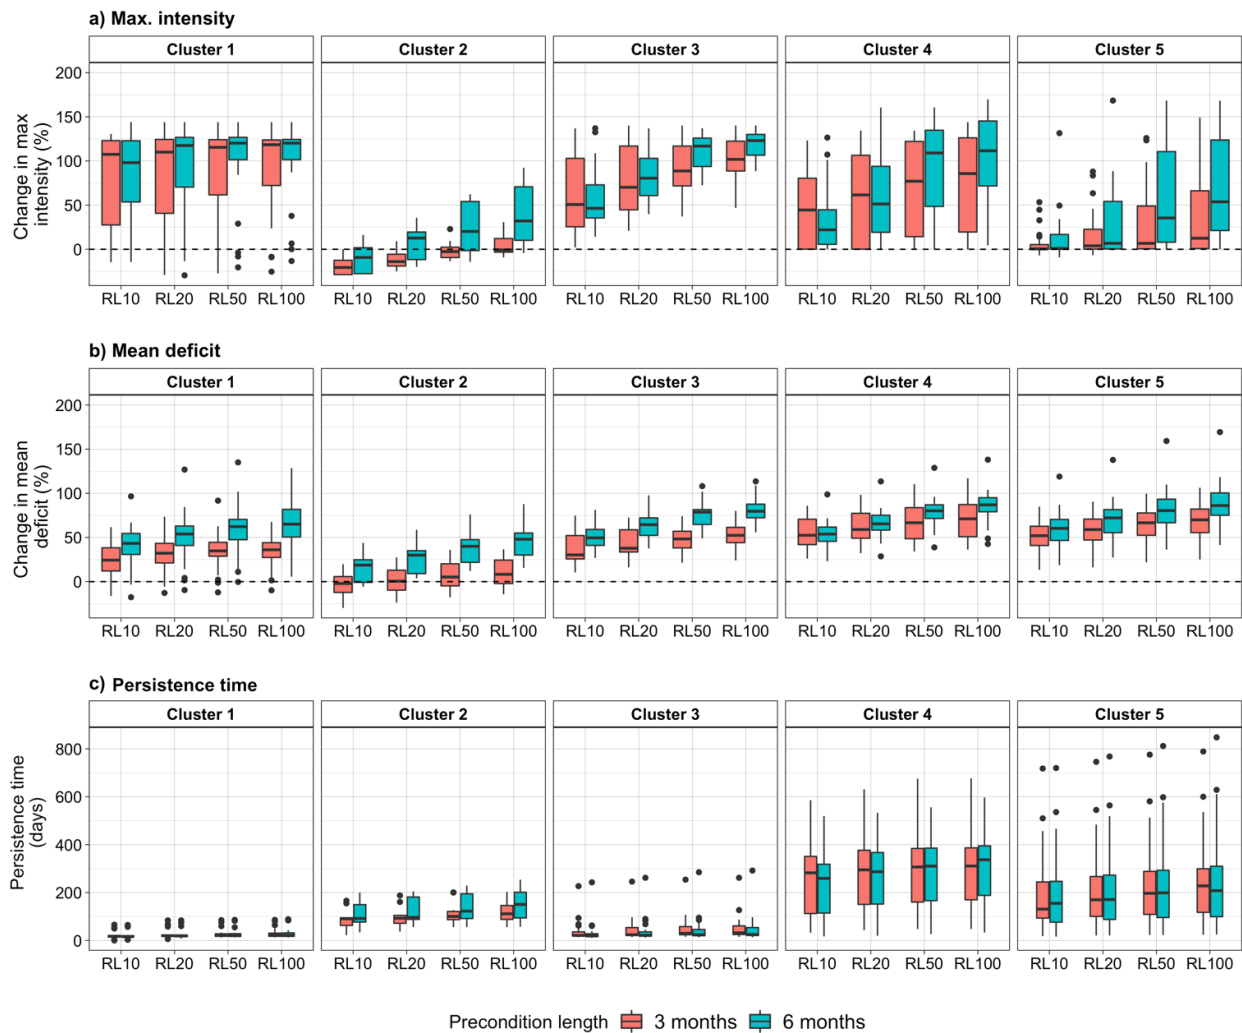 a) Max. intensity
Cluster 1 Cluster 2 Cluster 3 Cluster 4 Cluster 5
Change in max
intensity (%)
200
150
100
50
0
RL10 RL20 RL50 RL100 RL10 RL20 RL50 RL100 RL10 RL20 RL50 RL100 RL10 RL20 RL50 RL100 RL10 RL20 RL50 RL100
b) Mean deficit
Cluster 1 Cluster 2 Cluster 3 Cluster 4 Cluster 5
Change in mean
deficit (%)
200
150
100
50
0
RL10 RL20 RL50 RL100 RL10 RL20 RL50 RL100 RL10 RL20 RL50 RL100 RL10 RL20 RL50 RL100 RL10 RL20 RL50 RL100
c) Persistence time
Cluster 1 Cluster 2 Cluster 3 Cluster 4 Cluster 5
Persistence time
(days)
800
600
400
200
0
RL10 RL20 RL50 RL100 RL10 RL20 RL50 RL100 RL10 RL20 RL50 RL100 RL10 RL20 RL50 RL100 RL10 RL20 RL50 RL100
Precondition length 3 months 6 months